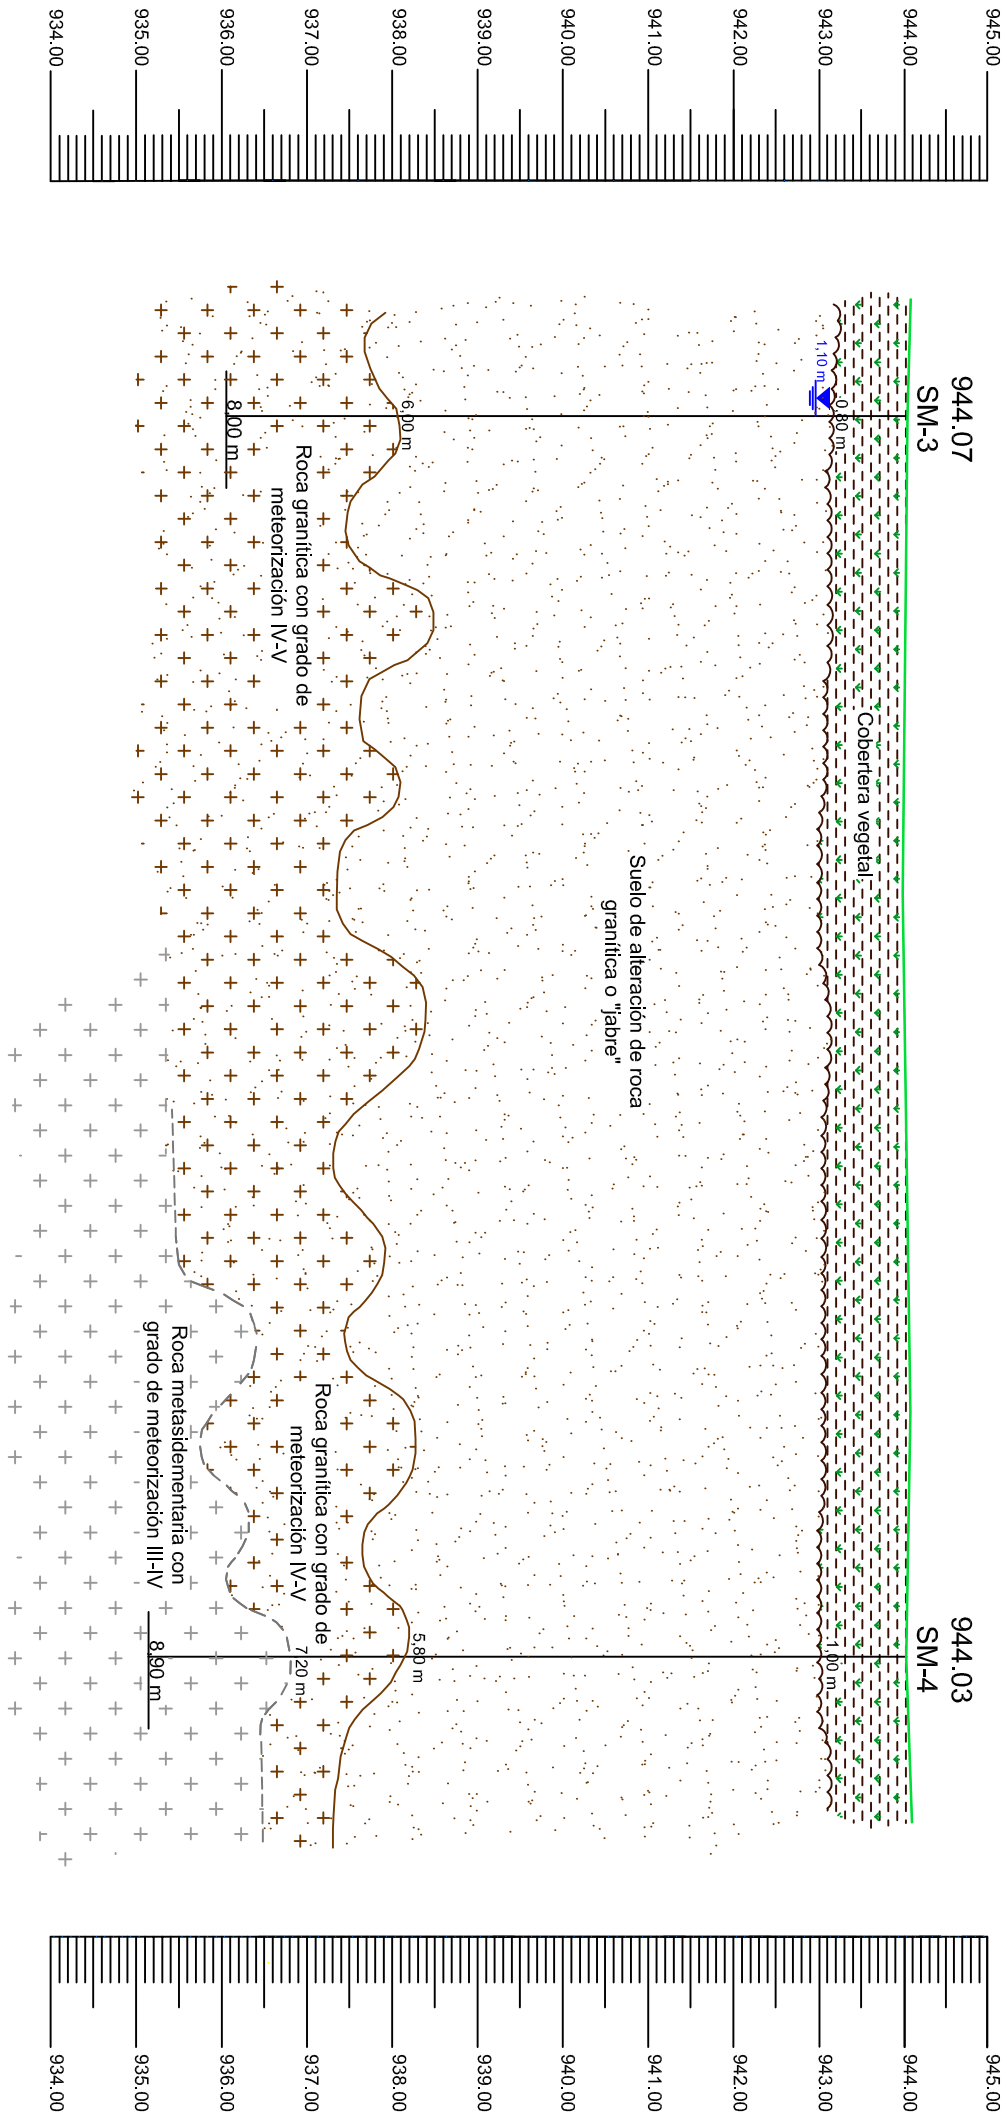 945.00
944.00
943.00
942.00
941.00
940.00
939.00
938.00
937.00
936.00
935.00
934.00
944.07
SM-3
0,80 m
1,10 m
6,00 m
8,00 m
Roca granítica con grado de
meteorización IV-V
Cobertera vegetal
Suelo de alteración de roca
granítica o "jabre"
Roca granítica con grado de
meteorización IV-V
Roca metasidementaria con
grado de meteorización III-IV
944.03
SM-4
1,00 m
5,80 m
7,20 m
8,90 m
945.00
944.00
943.00
942.00
941.00
940.00
939.00
938.00
937.00
936.00
935.00
934.00